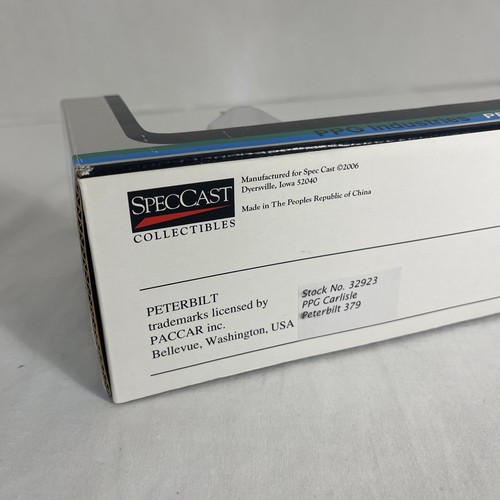 PPG Industries
SPECCAST
COLLECTIBLES
Manufactured for Spec Cast ©2006
Dyersville, Iowa 52040
Made in The Peoples Republic of China
PETERBILT
trademarks licensed by
PACCAR inc.
Bellevue, Washington, USA
Stock No. 32923
PPG Carlisle
Peterbilt 379